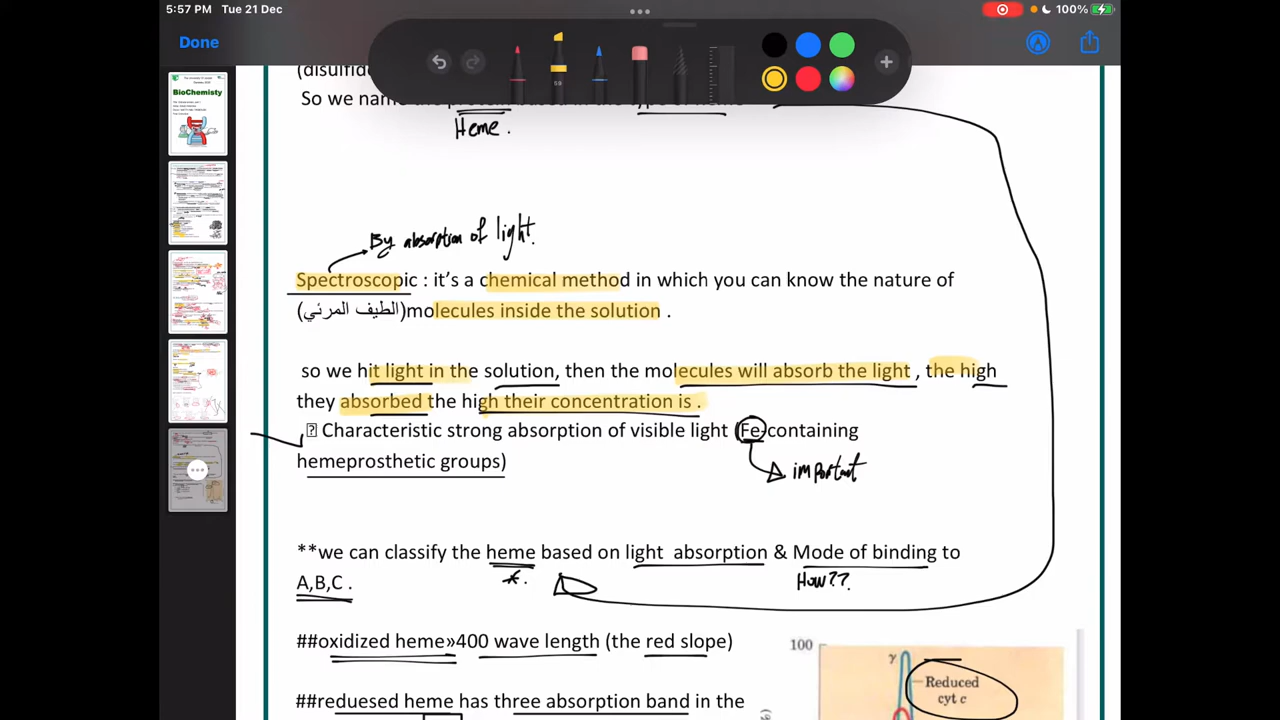 5:57 PM Tue 21 Dec
100%
Done
BioChemisty
(disulfid
So we nam
Heme .
By absorption of light.
Spectroscopic : it's a chemical method in which you can know the nature of
(الطيف المرئي)molecules inside the solution .
so we hit light in the solution, then the molecules will absorb the light , the high
they absorbed the high their concentration is .
Characteristic strong absorption of visible light (Fe-containing
hemeprosthetic groups)
important
**we can classify the heme based on light absorption & Mode of binding to
A,B,C .
*.
How??
##oxidized heme»400 wave length (the red slope)
##reduesed heme has three absorption band in the
100
γ
Reduced
cyt c